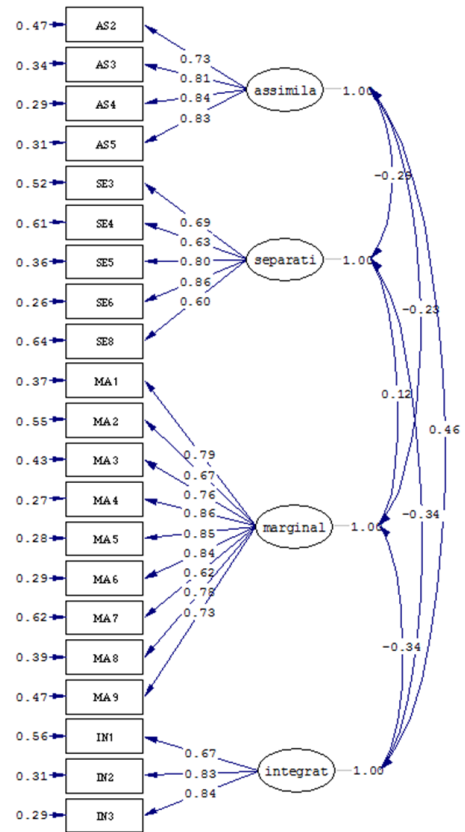 0.47 AS2
0.73
0.34 AS3
0.81
0.84
assimila 1.00
0.29 AS4
0.83
0.31 AS5
-0.29
0.52 SE3
0.69
0.61 SE4
0.63
0.36 SE5 0.80 separati 1.00
0.86
0.26 SE6
0.60
-0.23
0.64 SE8
0.37 MA1
0.12
0.55 MA2
0.46
0.79
0.43 MA3
0.67
0.76
0.27 MA4
0.86
-0.34
marginal 1.00
0.28 MA5 0.85
0.84
0.29 MA6
0.62
0.78
0.73
0.62 MA7
-0.34
0.39 MA8
0.47 MA9
0.56 IN1
0.67
integrat 1.00
0.31 IN2 0.83
0.84
0.29 IN3